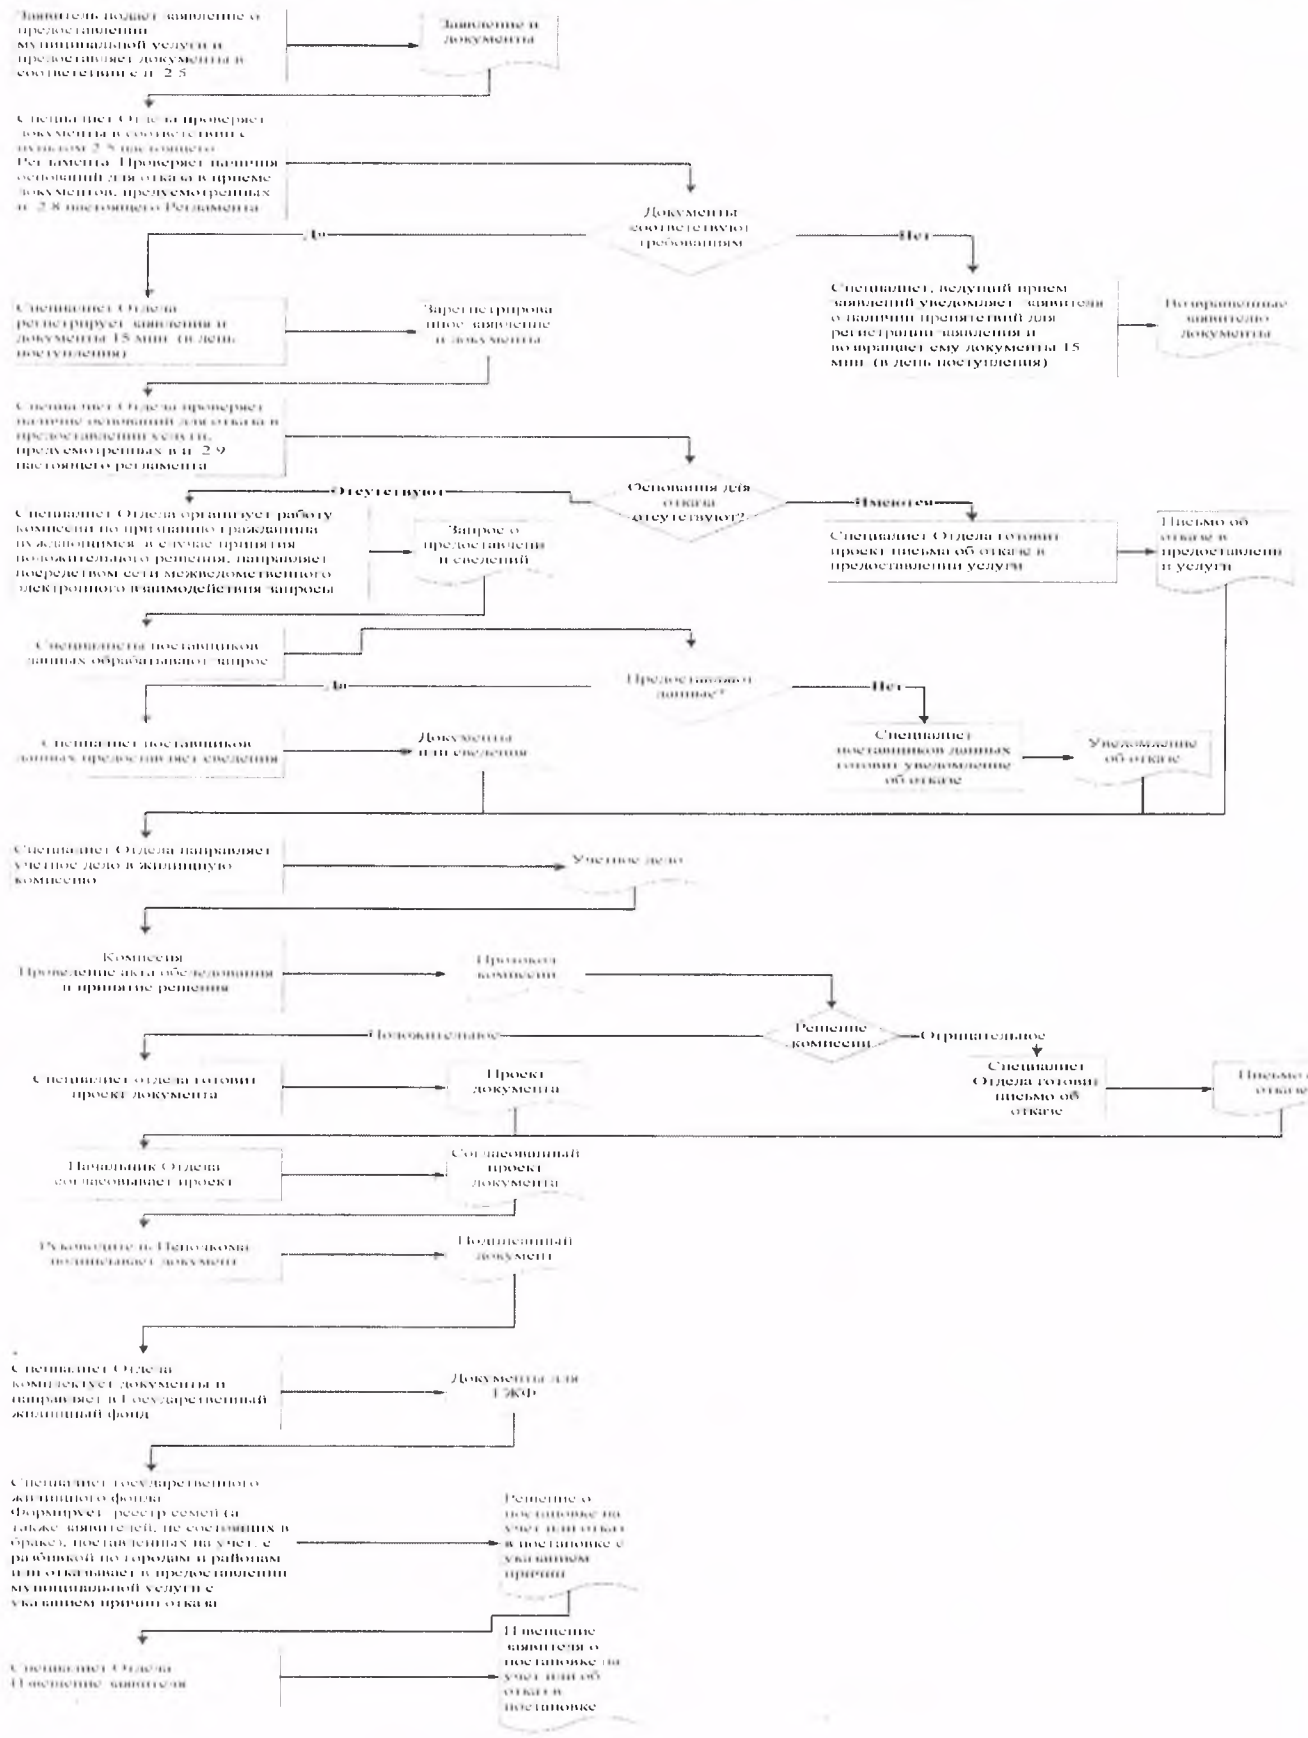 Заявитель подает заявление о
предоставлении
муниципальной услуги и
предоставляет документы в
соответствии с п. 2.5
Заявление и
документы
Специалист Отдела проверяет
документы в соответствии с
пунктом 2.5 настоящего
Регламента. Проверяет наличия
оснований для отказа в приеме
документов, предусмотренных
п. 2.8 настоящего Регламента
Документы
соответствуют
требованиям
Да
Нет
Специалист Отдела
регистрирует заявления и
документы 15 мин. (в день
поступления)
Зарегистрирова
нное заявление
и документы
Специалист, ведущий прием
заявлений уведомляет заявителя
о наличии препятствий для
регистрации заявления и
возвращает ему документы 15
мин. (в день поступления)
Возвращенные
заявителю
документы
Специалист Отдела проверяет
наличие оснований для отказа в
предоставлении услуги,
предусмотренных в п. 2.9
настоящего регламента
Основания для
отказа
отсутствуют?
Отсутствуют
Имеются
Специалист Отдела организует работу
комиссии по признанию гражданина
нуждающимся, в случае принятия
положительного решения, направляет
посредством сети межведомственного
электронного взаимодействия запросы
Запрос о
предоставлени
и сведений
Специалист Отдела готовит
проект письма об отказе в
предоставлении услуги
Письмо об
отказе в
предоставлени
и услуги
Специалисты поставщиков
данных обрабатывают запрос
Предоставляют
данные?
Да
Нет
Специалист поставщиков
данных предоставляет сведения
Документы
или сведения
Специалист
поставщиков данных
готовит уведомление
об отказе
Уведомление
об отказе
Специалист Отдела направляет
учетное дело в жилищную
комиссию
Учетное дело
Комиссия
Проведение акта обследования
и принятие решения
Протокол
комиссии
Решение
комиссии
Положительное
Отрицательное
Специалист отдела готовит
проект документа
Проект
документа
Специалист
Отдела готовит
письмо об
отказе
Письмо о
отказе
Начальник Отдела
согласовывает проект
Согласованный
проект
документа
Руководитель Исполкома
подписывает документ
Подписанный
документ
Специалист Отдела
комплектует документы и
направляет в Государственный
жилищный фонд
Документы для
ГЖФ
Специалист государственного
жилищного фонда
Формирует реестр семей (а
также заявителей, не состоящих в
браке), поставленных на учет, с
разбивкой по городам и районам
или отказывает в предоставлении
муниципальной услуги с
указанием причин отказа
Решение о
постановке на
учет или отказ
в постановке с
указанием
причин
Специалист Отдела
Извещение заявителя
Извещение
заявителя о
постановке на
учет или об
отказе в
постановке